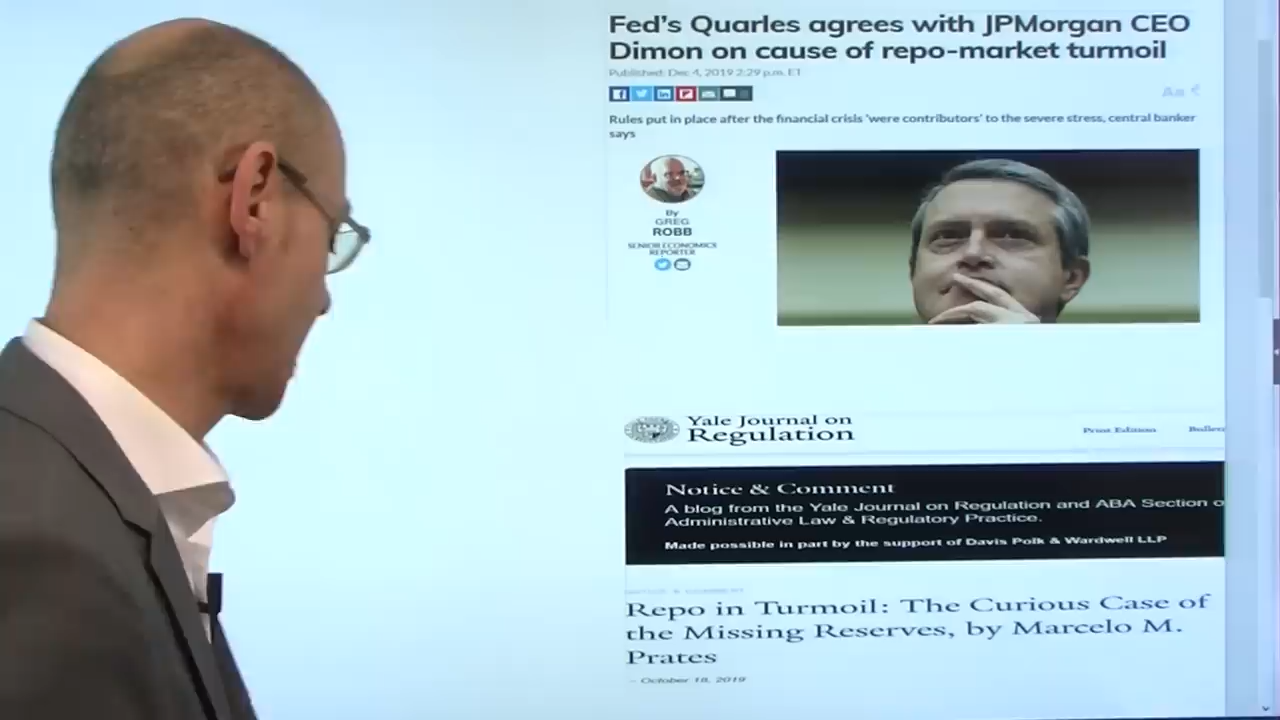 Fed's Quarles agrees with JPMorgan CEO
Dimon on cause of repo-market turmoil
Published: Dec 4, 2019 2:29 p.m. ET
Aa
Rules put in place after the financial crisis 'were contributors' to the severe stress, central banker
says
By
GREG
ROBB
SENIOR ECONOMICS
REPORTER
Yale Journal on
Regulation
Print Edition
Bullet
Notice & Comment
A blog from the Yale Journal on Regulation and ABA Section o
Administrative Law & Regulatory Practice.
Made possible in part by the support of Davis Polk & Wardwell LLP
Repo in Turmoil: The Curious Case of
the Missing Reserves, by Marcelo M.
Prates
– October 18, 2019